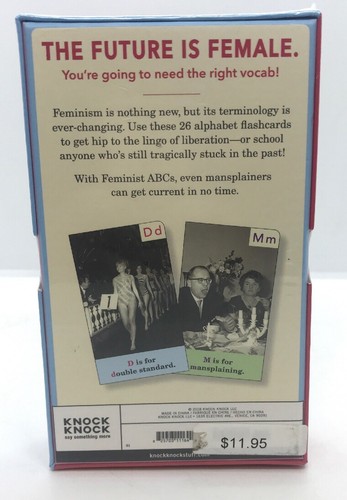 THE FUTURE IS FEMALE.
You're going to need the right vocab!
Feminism is nothing new, but its terminology is
ever-changing. Use these 26 alphabet flashcards
to get hip to the lingo of liberation—or school
anyone who's still tragically stuck in the past!
With Feminist ABCs, even mansplainers
can get current in no time.
Dd
D is for
double standard.
Mm
M is for
mansplaining.
KNOCK
KNOCK
say something more
knockknockstuff.com
$11.95